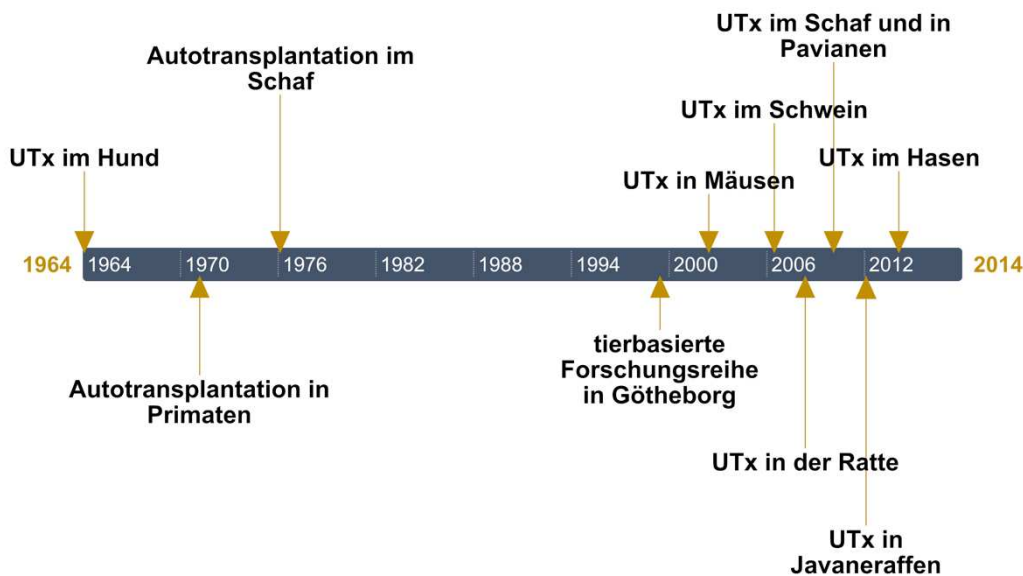 UTx im Schaf und in
Pavianen
Autotransplantation im
Schaf
UTx im Schwein
UTx im Hund
UTx im Hasen
UTx in Mäusen
1964 1964 1970 1976 1982 1988 1994 2000 2006 2012 2014
tierbasierte
Forschungsreihe
in Götheborg
Autotransplantation in
Primaten
UTx in der Ratte
UTx in
Javaneraffen